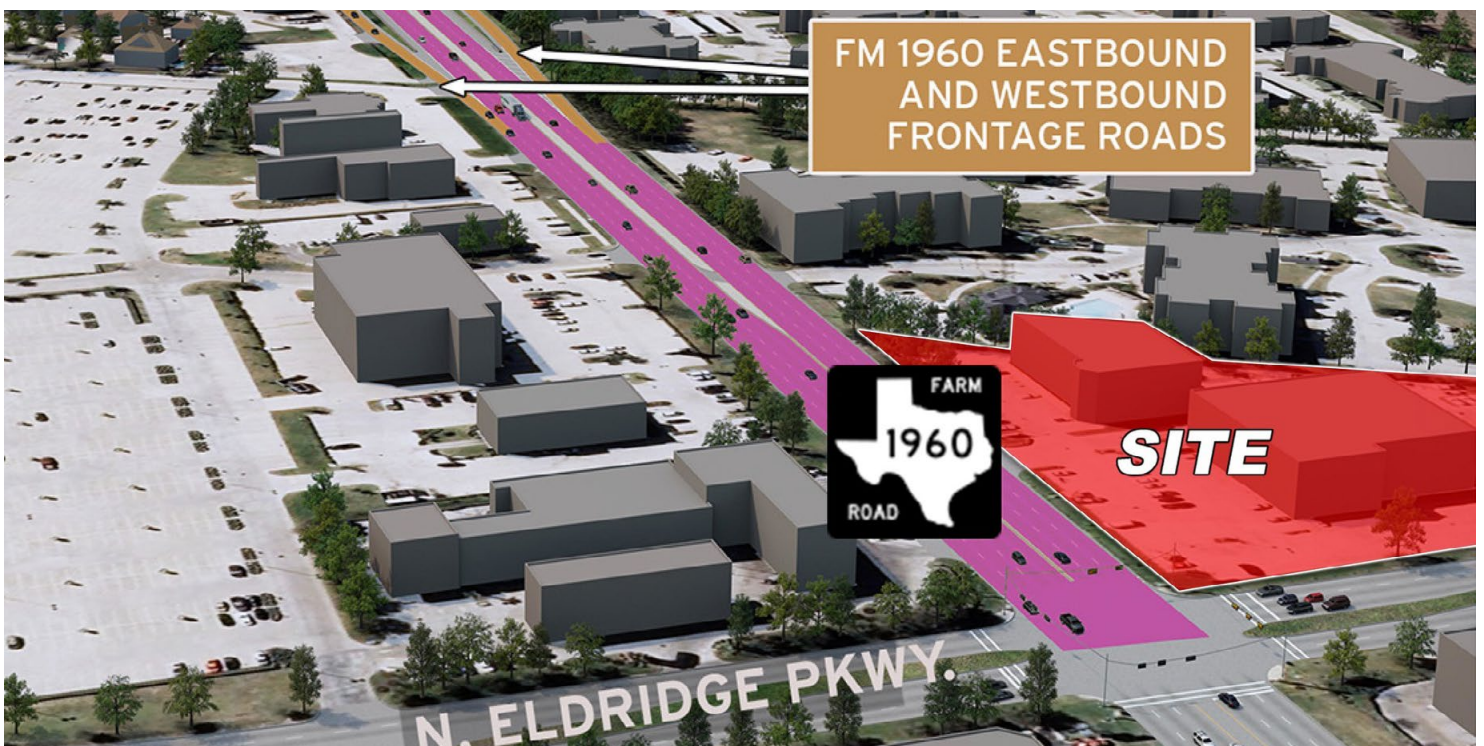 FM 1960 EASTBOUND
AND WESTBOUND
FRONTAGE ROADS
FARM
1960
ROAD
SITE
N. ELDRIDGE PKWY.